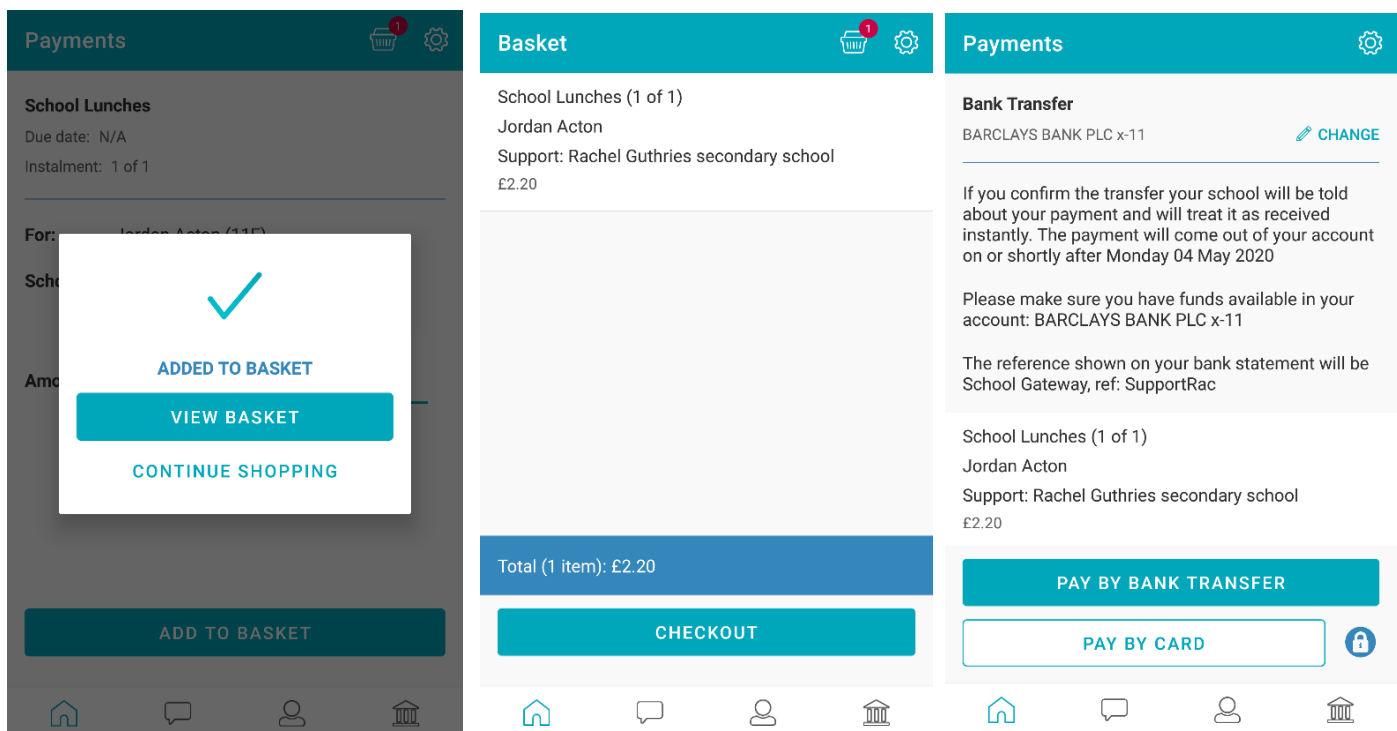 Payments
1
School Lunches
Due date: N/A
Instalment: 1 of 1
For:
ADDED TO BASKET
VIEW BASKET
CONTINUE SHOPPING
ADD TO BASKET
Basket
1
School Lunches (1 of 1)
Jordan Acton
Support: Rachel Guthries secondary school
£2.20
Total (1 item): £2.20
CHECKOUT
Payments
Bank Transfer
BARCLAYS BANK PLC x-11
CHANGE
If you confirm the transfer your school will be told
about your payment and will treat it as received
instantly. The payment will come out of your account
on or shortly after Monday 04 May 2020
Please make sure you have funds available in your
account: BARCLAYS BANK PLC x-11
The reference shown on your bank statement will be
School Gateway, ref: SupportRac
School Lunches (1 of 1)
Jordan Acton
Support: Rachel Guthries secondary school
£2.20
PAY BY BANK TRANSFER
PAY BY CARD